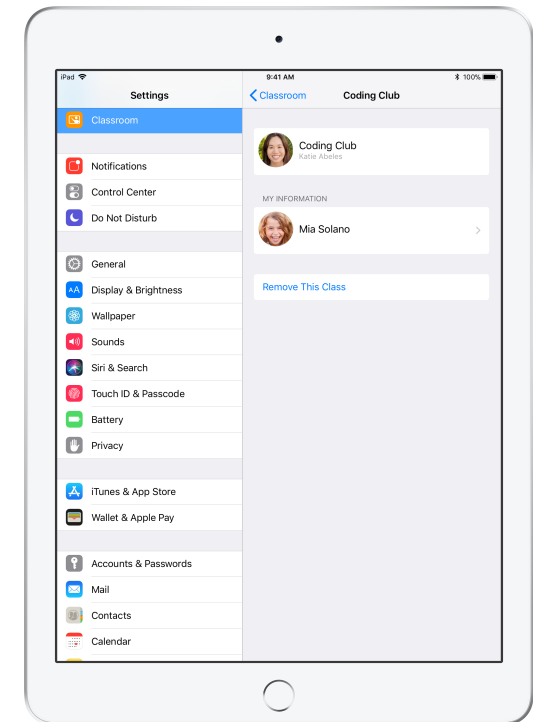 iPad 9:41 AM 100%
Settings
Classroom
Coding Club
Classroom
Notifications
Control Center
Do Not Disturb
General
AA Display & Brightness
Wallpaper
Sounds
Siri & Search
Touch ID & Passcode
Battery
Privacy
iTunes & App Store
Wallet & Apple Pay
Accounts & Passwords
Mail
Contacts
Calendar
Coding Club
Katie Abeles
MY INFORMATION
Mia Solano
Remove This Class